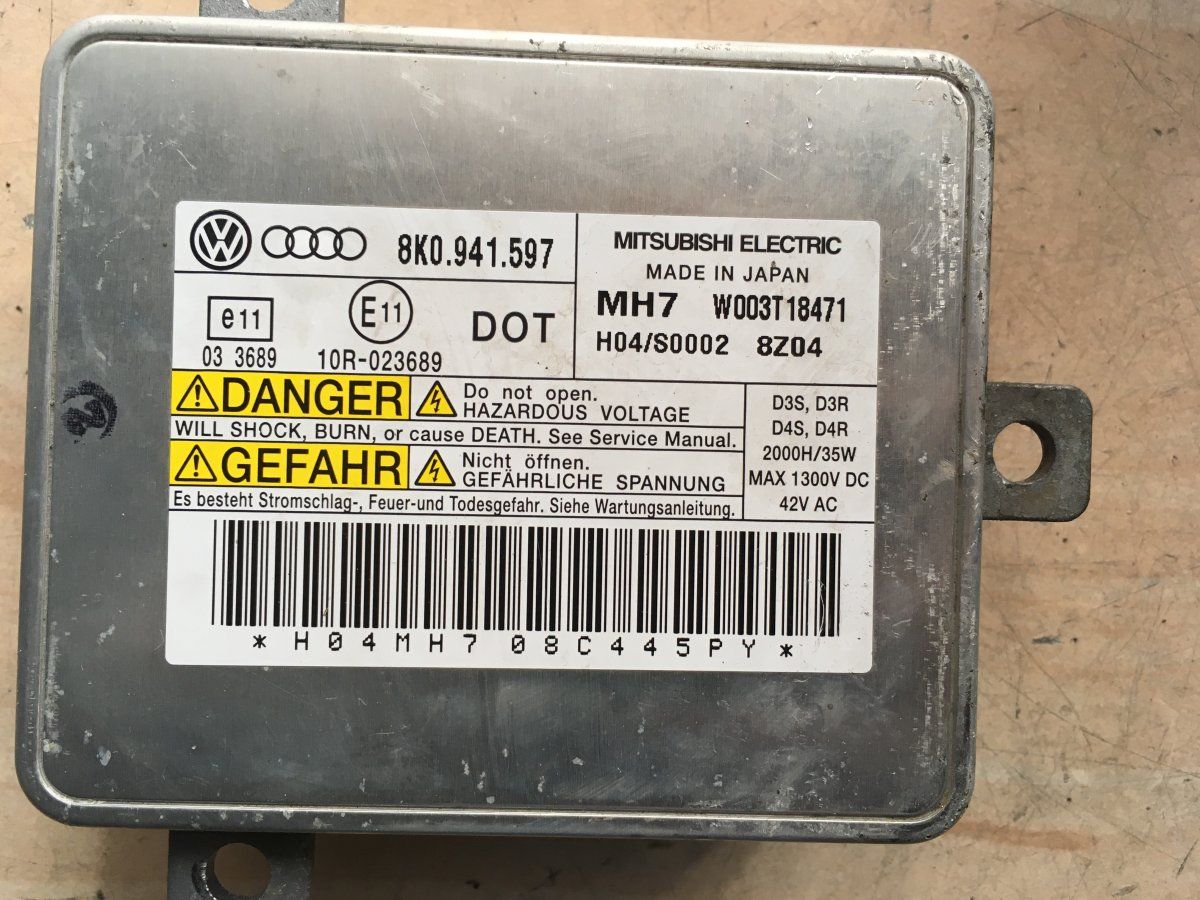 8K0.941.597
MITSUBISHI ELECTRIC
MADE IN JAPAN
MH7 W003T18471
H04/S0002 8Z04
e11
03 3689
E11
10R-023689
DOT
DANGER
Do not open.
HAZARDOUS VOLTAGE
WILL SHOCK, BURN, or cause DEATH. See Service Manual.
GEFAHR
Nicht öffnen.
GEFÄHRLICHE SPANNUNG
Es besteht Stromschlag-, Feuer-und Todesgefahr. Siehe Wartungsanleitung.
D3S, D3R
D4S, D4R
2000H/35W
MAX 1300V DC
42V AC
*H04MH708C445PY*